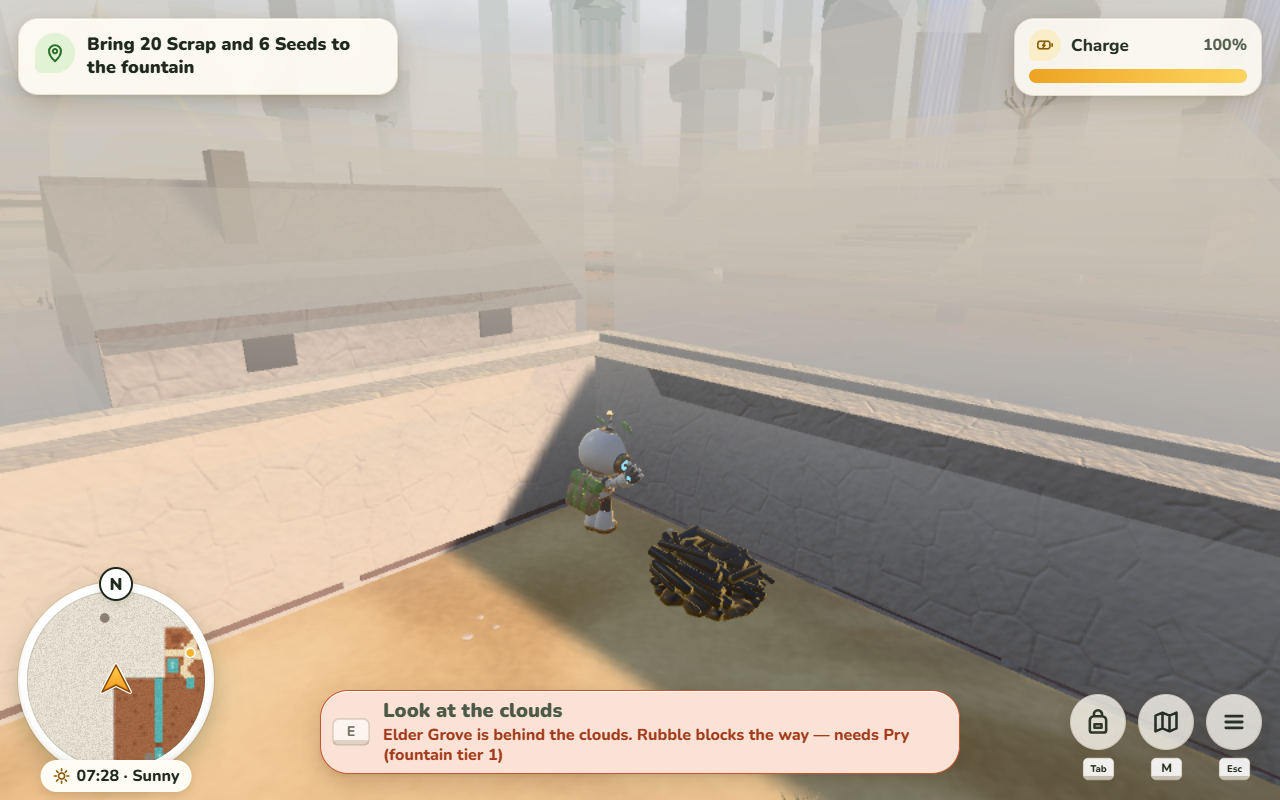 Bring 20 Scrap and 6 Seeds to
the fountain
Charge 100%
N
07:28 · Sunny
E
Look at the clouds
Elder Grove is behind the clouds. Rubble blocks the way — needs Pry
(fountain tier 1)
Tab M Esc